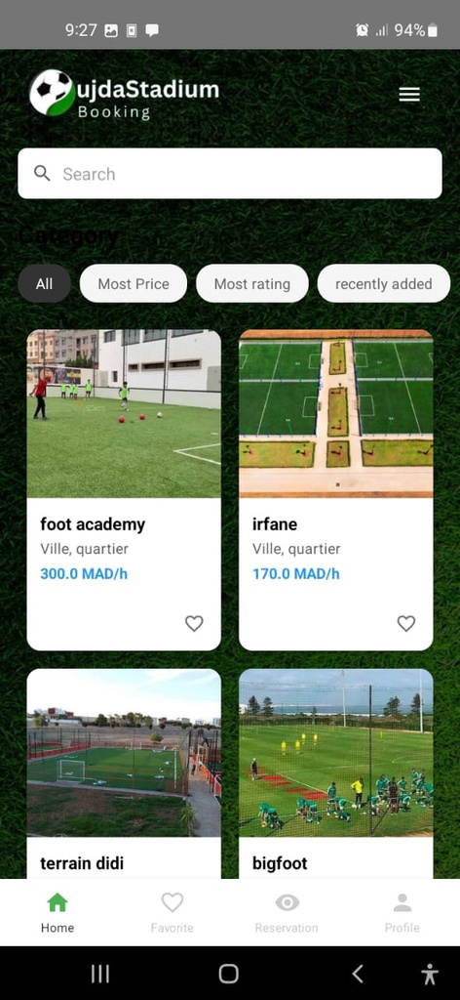 9:27 94%
ujdaStadium
Booking
Search
Category
All Most Price Most rating recently added
foot academy irfane
Ville, quartier Ville, quartier
300.0 MAD/h 170.0 MAD/h
terrain didi bigfoot
Home Favorite Reservation Profile